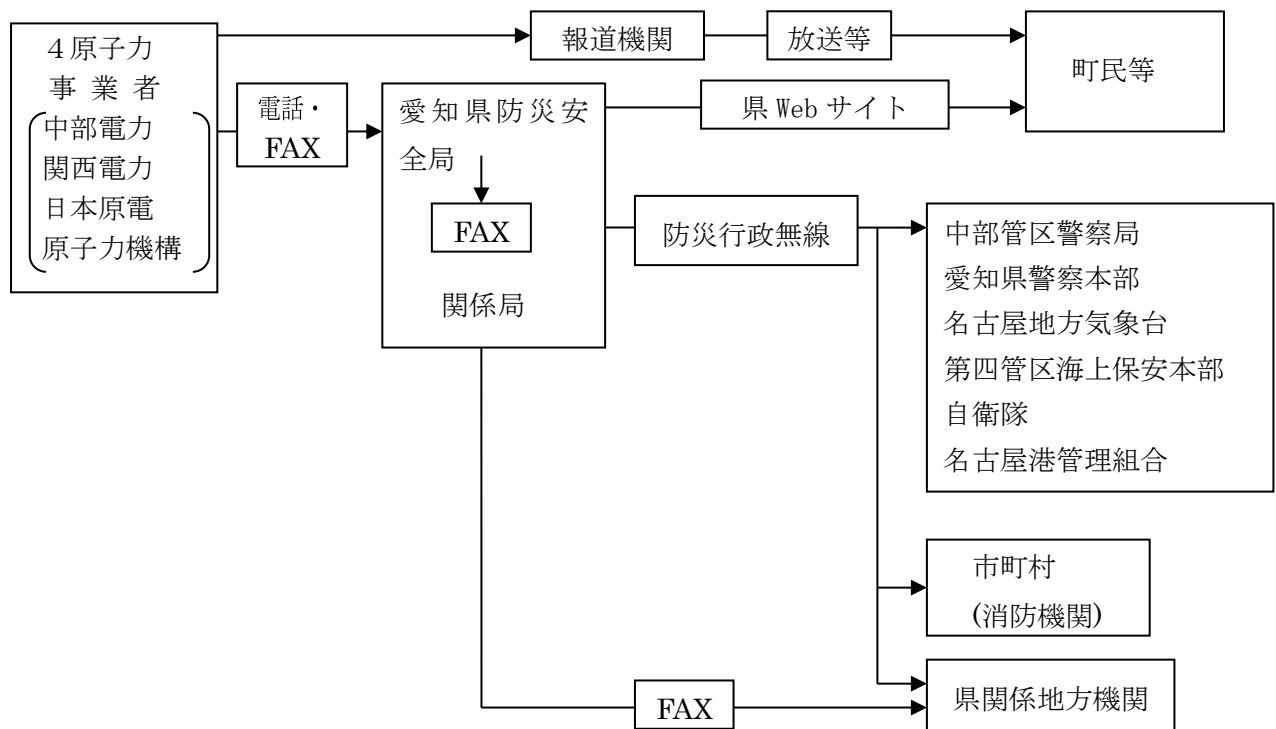 4原子力
事業者
中部電力
関西電力
日本原電
原子力機構
電話・
FAX
愛知県防災安
全局
FAX
関係局
報道機関
放送等
町民等
県Webサイト
防災行政無線
中部管区警察局
愛知県警察本部
名古屋地方気象台
第四管区海上保安本部
自衛隊
名古屋港管理組合
市町村
(消防機関)
FAX
県関係地方機関